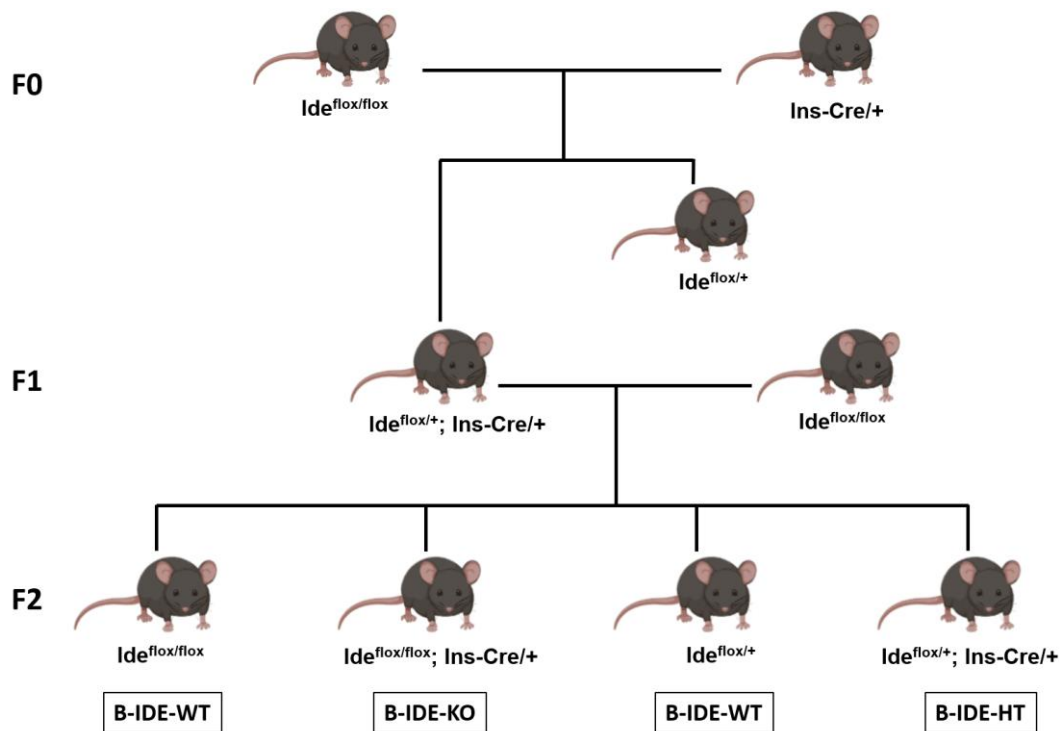 F0
Ide^flox/flox
Ins-Cre/+
Ide^flox/+
F1
Ide^flox/+; Ins-Cre/+
Ide^flox/flox
F2
Ide^flox/flox
Ide^flox/flox; Ins-Cre/+
Ide^flox/+
Ide^flox/+; Ins-Cre/+
B-IDE-WT
B-IDE-KO
B-IDE-WT
B-IDE-HT